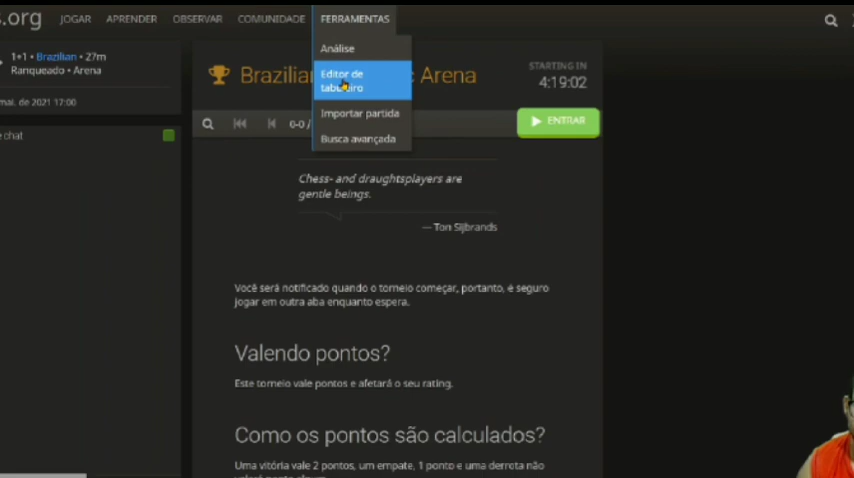 s.org JOGAR APRENDER OBSERVAR COMUNIDADE FERRAMENTAS
1+1 • Brazilian • 27m
Ranqueado • Arena
mai. de 2021 17:00
chat
Análise
Editor de
tabuleiro
Importar partida
Busca avançada
Brazilian Arena
STARTING IN
4:19:02
0-0 /
ENTRAR
Chess- and draughtsplayers are
gentle beings.
— Ton Sijbrands
Você será notificado quando o torneio começar, portanto, é seguro
jogar em outra aba enquanto espera.
Valendo pontos?
Este torneio vale pontos e afetará o seu rating.
Como os pontos são calculados?
Uma vitória vale 2 pontos, um empate, 1 ponto e uma derrota não